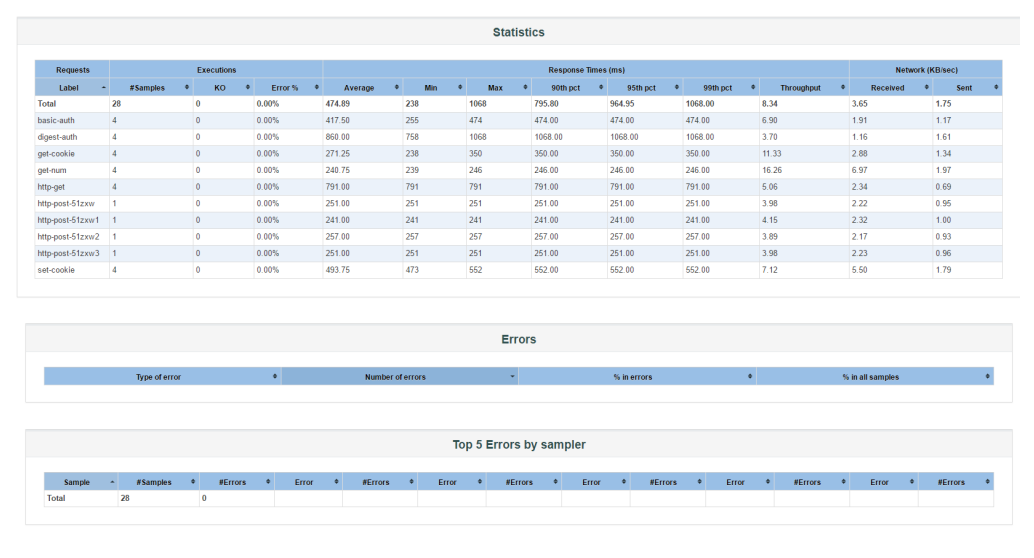 Statistics
Requests Executions Response Times (ms) Network (KB/sec)
Label #Samples KO Error % Average Min Max 90th pct 95th pct 99th pct Throughput Received Sent
Total 28 0 0.00% 474.89 238 1068 795.80 964.95 1068.00 8.34 3.65 1.75
basic-auth 4 0 0.00% 417.50 255 474 474.00 474.00 474.00 6.90 1.91 1.17
digest-auth 4 0 0.00% 860.00 758 1068 1068.00 1068.00 1068.00 3.70 1.16 1.61
get-cookie 4 0 0.00% 271.25 238 350 350.00 350.00 350.00 11.33 2.88 1.34
get-num 4 0 0.00% 240.75 239 246 246.00 246.00 246.00 16.26 6.97 1.97
http-get 4 0 0.00% 791.00 791 791 791.00 791.00 791.00 5.06 2.34 0.69
http-post-51zxw 1 0 0.00% 251.00 251 251 251.00 251.00 251.00 3.98 2.22 0.95
http-post-51zxw1 1 0 0.00% 241.00 241 241 241.00 241.00 241.00 4.15 2.32 1.00
http-post-51zxw2 1 0 0.00% 257.00 257 257 257.00 257.00 257.00 3.89 2.17 0.93
http-post-51zxw3 1 0 0.00% 251.00 251 251 251.00 251.00 251.00 3.98 2.23 0.96
set-cookie 4 0 0.00% 493.75 473 552 552.00 552.00 552.00 7.12 5.50 1.79
Errors
Type of error Number of errors % in errors % in all samples
Top 5 Errors by sampler
Sample #Samples #Errors Error #Errors Error #Errors Error #Errors Error #Errors Error #Errors
Total 28 0